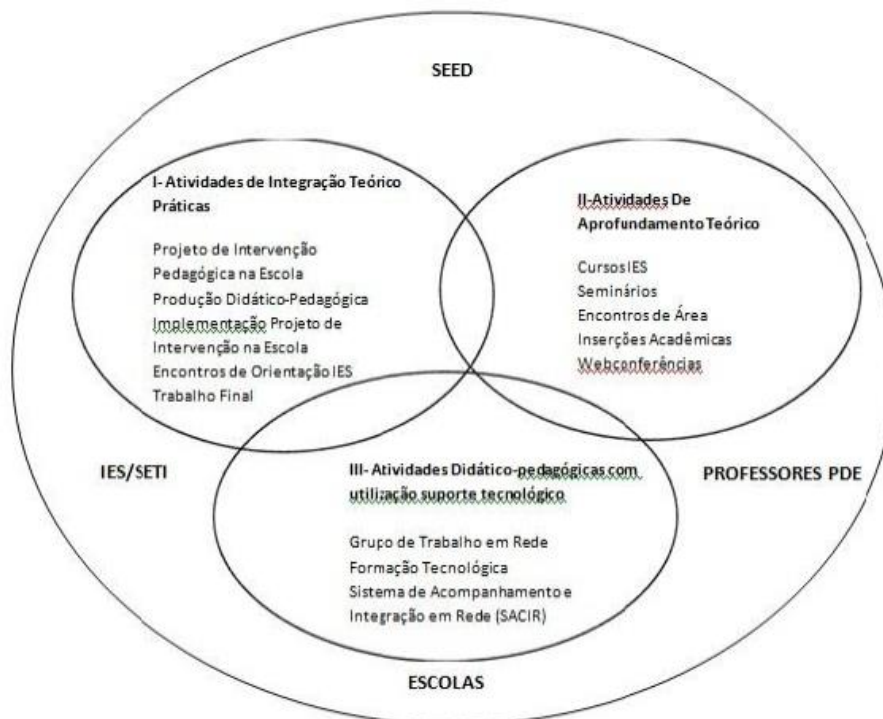 SEED
I- Atividades de Integração Teórico
Práticas
Projeto de Intervenção
Pedagógica na Escola
Produção Didático-Pedagógica
Implementação Projeto de
Intervenção na Escola
Encontros de Orientação IES
Trabalho Final
II-Atividades De
Aprofundamento Teórico
Cursos IES
Seminários
Encontros de Área
Inserções Acadêmicas
Webconferências
IES/SETI
III- Atividades Didático-pedagógicas com
utilização suporte tecnológico
Grupo de Trabalho em Rede
Formação Tecnológica
Sistema de Acompanhamento e
Integração em Rede (SACIR)
PROFESSORES PDE
ESCOLAS